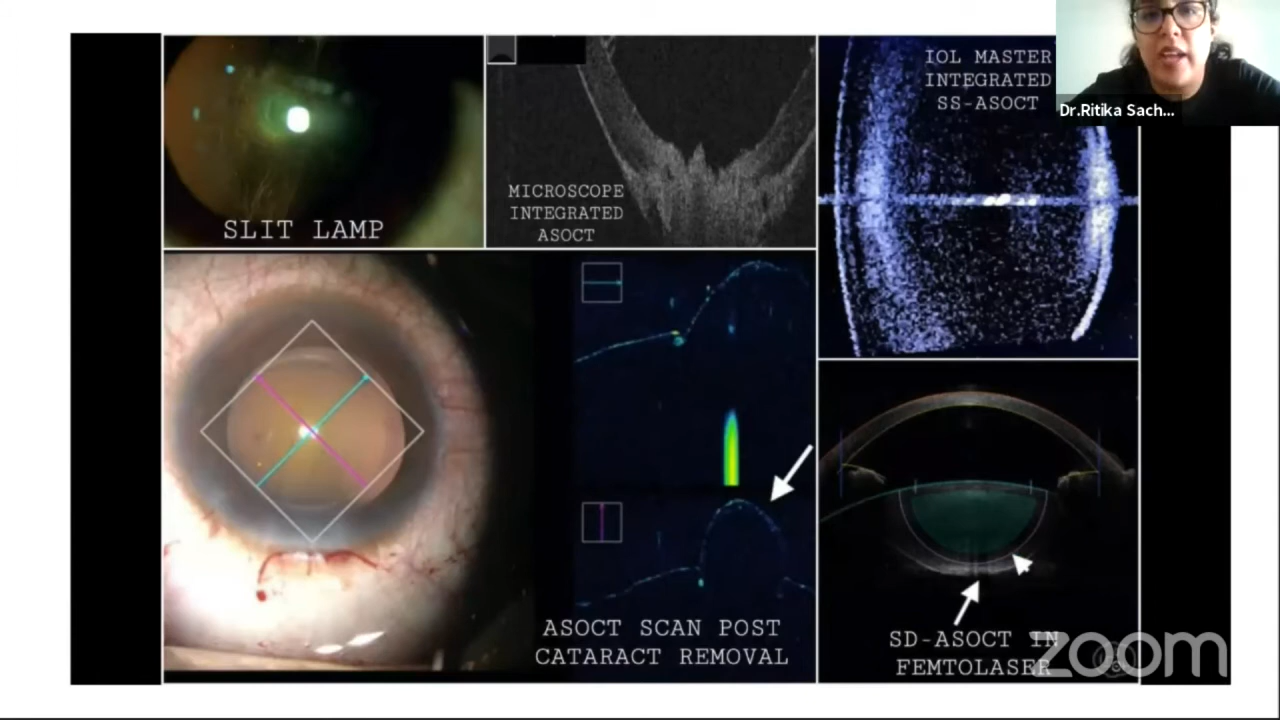 SLIT LAMP
MICROSCOPE
INTEGRATED
ASOCT
IOL MASTER
INTEGRATED
SS-ASOCT
Dr.Ritika Sach...
ASOCT SCAN POST
CATARACT REMOVAL
SD-ASOCT IN
FEMTOLASER
zoom